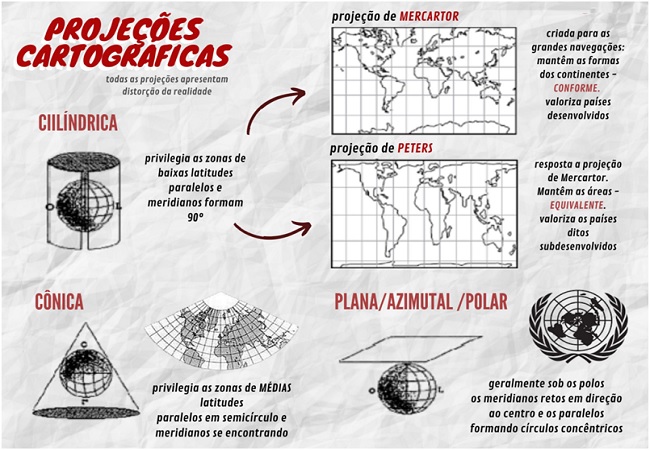 PROJEÇÕES
CARTOGRÁFICAS
todas as projeções apresentam
distorção da realidade
CIILÍNDRICA
privilegia as zonas de
baixas latitudes
paralelos e
meridianos formam
90°
projeção de MERCARTOR
criada para as
grandes navegações:
mantêm as formas
dos continentes –
CONFORME.
valoriza países
desenvolvidos
projeção de PETERS
resposta a projeção
de Mercartor.
Mantêm as áreas –
EQUIVALENTE.
valoriza os países
ditos
subdesenvolvidos
CÔNICA
privilegia as zonas de MÉDIAS
latitudes
paralelos em semicírculo e
meridianos se encontrando
PLANA/AZIMUTAL /POLAR
O L
geralmente sob os polos
os meridianos retos em direção
ao centro e os paralelos
formando círculos concêntricos